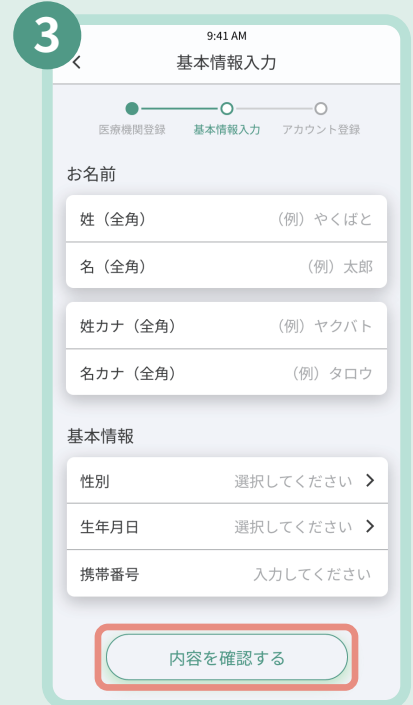 3
9:41 AM
基本情報入力
医療機関登録 基本情報入力 アカウント登録
お名前
姓（全角） （例）やくばと
名（全角） （例）太郎
姓カナ（全角） （例）ヤクバト
名カナ（全角） （例）タロウ
基本情報
性別 選択してください
生年月日 選択してください
携帯番号 入力してください
内容を確認する